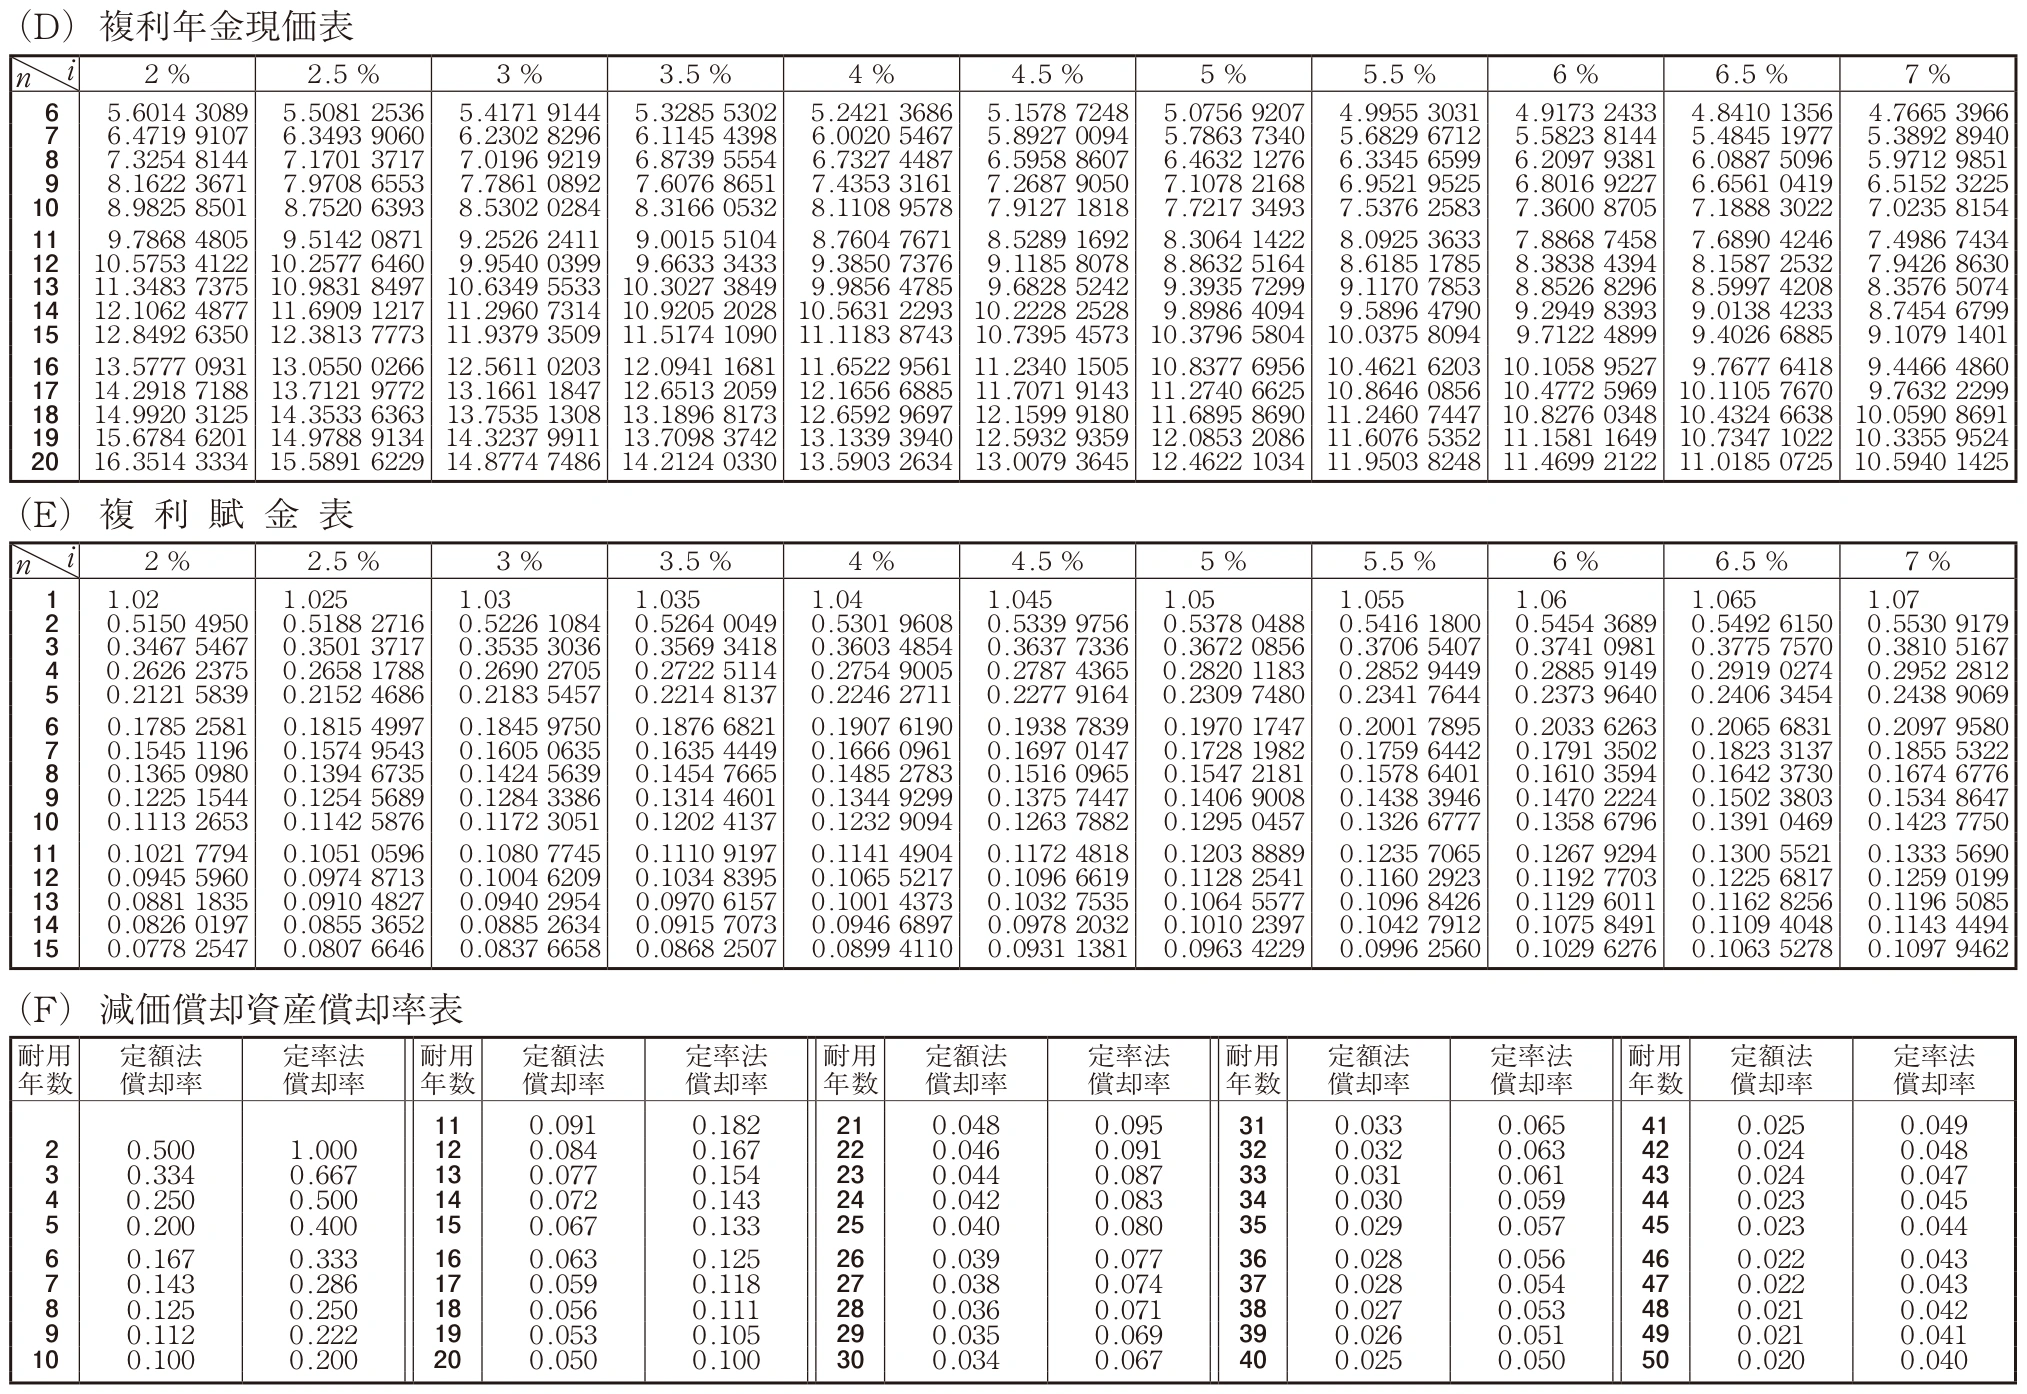 (D) 複利年金現価表
n i 2% 2.5% 3% 3.5% 4% 4.5% 5% 5.5% 6% 6.5% 7%
6 5.6014 3089 5.5081 2536 5.4171 9144 5.3285 5302 5.2421 3686 5.1578 7248 5.0756 9207 4.9955 3031 4.9173 2433 4.8410 1356 4.7665 3966
7 6.4719 9107 6.3493 9060 6.2302 8296 6.1145 4398 6.0020 5467 5.8927 0094 5.7863 7340 5.6829 6712 5.5823 8144 5.4845 1977 5.3892 8940
8 7.3254 8144 7.1701 3717 7.0196 9219 6.8739 5554 6.7327 4487 6.5958 8607 6.4632 1276 6.3345 6599 6.2097 9381 6.0887 5096 5.9712 9851
9 8.1622 3671 7.9708 6553 7.7861 0892 7.6076 8651 7.4353 3161 7.2687 9050 7.1078 2168 6.9521 9525 6.8016 9227 6.6561 0419 6.5152 3225
10 8.9825 8501 8.7520 6393 8.5302 0284 8.3166 0532 8.1108 9578 7.9127 1818 7.7217 3493 7.5376 2583 7.3600 8705 7.1888 3022 7.0235 8154
11 9.7868 4805 9.5142 0871 9.2526 2411 9.0015 5104 8.7604 7671 8.5289 1692 8.3064 1422 8.0925 3633 7.8868 7458 7.6890 4246 7.4986 7434
12 10.5753 4122 10.2577 6460 9.9540 0399 9.6633 3433 9.3850 7376 9.1185 8078 8.8632 5164 8.6185 1785 8.3838 4394 8.1587 2532 7.9426 8630
13 11.3483 7375 10.9831 8497 10.6349 5533 10.3027 3849 9.9856 4785 9.6828 5242 9.3935 7299 9.1170 7853 8.8526 8296 8.5997 4208 8.3576 5074
14 12.1062 4877 11.6909 1217 11.2960 7314 10.9205 2028 10.5631 2293 10.2228 2528 9.8986 4094 9.5896 4790 9.2949 8393 9.0138 4233 8.7454 6799
15 12.8492 6350 12.3813 7773 11.9379 3509 11.5174 1090 11.1183 8743 10.7395 4573 10.3796 5804 10.0375 8094 9.7122 4899 9.4026 6885 9.1079 1401
16 13.5777 0931 13.0550 0266 12.5611 0203 12.0941 1681 11.6522 9561 11.2340 1505 10.8377 6956 10.4621 6203 10.1058 9527 9.7677 6418 9.4466 4860
17 14.2918 7188 13.7121 9772 13.1661 1847 12.6513 2059 12.1656 6885 11.7071 9143 11.2740 6625 10.8646 0856 10.4772 5969 10.1105 7670 9.7632 2299
18 14.9920 3125 14.3533 6363 13.7535 1308 13.1896 8173 12.6592 9697 12.1599 9180 11.6895 8690 11.2460 7447 10.8276 0348 10.4324 6638 10.0590 8691
19 15.6784 6201 14.9788 9134 14.3237 9911 13.7098 3742 13.1339 3940 12.5932 9359 12.0853 2086 11.6076 5352 11.1581 1649 10.7347 1022 10.3355 9524
20 16.3514 3334 15.5891 6229 14.8774 7486 14.2124 0330 13.5903 2634 13.0079 3645 12.4622 1034 11.9503 8248 11.4699 2122 11.0185 0725 10.5940 1425
(E) 複利賦金表
n i 2% 2.5% 3% 3.5% 4% 4.5% 5% 5.5% 6% 6.5% 7%
1 1.02 1.025 1.03 1.035 1.04 1.045 1.05 1.055 1.06 1.065 1.07
2 0.5150 4950 0.5188 2716 0.5226 1084 0.5264 0049 0.5301 9608 0.5339 9756 0.5378 0488 0.5416 1800 0.5454 3689 0.5492 6150 0.5530 9179
3 0.3467 5467 0.3501 3717 0.3535 3036 0.3569 3418 0.3603 4854 0.3637 7336 0.3672 0856 0.3706 5407 0.3741 0981 0.3775 7570 0.3810 5167
4 0.2626 2375 0.2658 1788 0.2690 2705 0.2722 5114 0.2754 9005 0.2787 4365 0.2820 1183 0.2852 9449 0.2885 9149 0.2919 0274 0.2952 2812
5 0.2121 5839 0.2152 4686 0.2183 5457 0.2214 8137 0.2246 2711 0.2277 9164 0.2309 7480 0.2341 7644 0.2373 9640 0.2406 3454 0.2438 9069
6 0.1785 2581 0.1815 4997 0.1845 9750 0.1876 6821 0.1907 6190 0.1938 7839 0.1970 1747 0.2001 7895 0.2033 6263 0.2065 6831 0.2097 9580
7 0.1545 1196 0.1574 9543 0.1605 0635 0.1635 4449 0.1666 0961 0.1697 0147 0.1728 1982 0.1759 6442 0.1791 3502 0.1823 3137 0.1855 5322
8 0.1365 0980 0.1394 6735 0.1424 5639 0.1454 7665 0.1485 2783 0.1516 0965 0.1547 2181 0.1578 6401 0.1610 3594 0.1642 3730 0.1674 6776
9 0.1225 1544 0.1254 5689 0.1284 3386 0.1314 4601 0.1344 9299 0.1375 7447 0.1406 9008 0.1438 3946 0.1470 2224 0.1502 3803 0.1534 8647
10 0.1113 2653 0.1142 5876 0.1172 3051 0.1202 4137 0.1232 9094 0.1263 7882 0.1295 0457 0.1326 6777 0.1358 6796 0.1391 0469 0.1423 7750
11 0.1021 7794 0.1051 0596 0.1080 7745 0.1110 9197 0.1141 4904 0.1172 4818 0.1203 8889 0.1235 7065 0.1267 9294 0.1300 5521 0.1333 5690
12 0.0945 5960 0.0974 8713 0.1004 6209 0.1034 8395 0.1065 5217 0.1096 6619 0.1128 2541 0.1160 2923 0.1192 7703 0.1225 6817 0.1259 0199
13 0.0881 1835 0.0910 4827 0.0940 2954 0.0970 6157 0.1001 4373 0.1032 7535 0.1064 5577 0.1096 8426 0.1129 6011 0.1162 8256 0.1196 5085
14 0.0826 0197 0.0855 3652 0.0885 2634 0.0915 7073 0.0946 6897 0.0978 2032 0.1010 2397 0.1042 7912 0.1075 8491 0.1109 4048 0.1143 4494
15 0.0778 2547 0.0807 6646 0.0837 6658 0.0868 2507 0.0899 4110 0.0931 1381 0.0963 4229 0.0996 2560 0.1029 6276 0.1063 5278 0.1097 9462
(F) 減価償却資産償却率表
耐用 定額法 定率法 耐用 定額法 定率法 耐用 定額法 定率法 耐用 定額法 定率法 耐用 定額法 定率法
年数 償却率 償却率 年数 償却率 償却率 年数 償却率 償却率 年数 償却率 償却率 年数 償却率 償却率
11 0.091 0.182 21 0.048 0.095 31 0.033 0.065 41 0.025 0.049
2 0.500 1.000 12 0.084 0.167 22 0.046 0.091 32 0.032 0.063 42 0.024 0.048
3 0.334 0.667 13 0.077 0.154 23 0.044 0.087 33 0.031 0.061 43 0.024 0.047
4 0.250 0.500 14 0.072 0.143 24 0.042 0.083 34 0.030 0.059 44 0.023 0.045
5 0.200 0.400 15 0.067 0.133 25 0.040 0.080 35 0.029 0.057 45 0.023 0.044
6 0.167 0.333 16 0.063 0.125 26 0.039 0.077 36 0.028 0.056 46 0.022 0.043
7 0.143 0.286 17 0.059 0.118 27 0.038 0.074 37 0.028 0.054 47 0.022 0.043
8 0.125 0.250 18 0.056 0.111 28 0.036 0.071 38 0.027 0.053 48 0.021 0.042
9 0.112 0.222 19 0.053 0.105 29 0.035 0.069 39 0.026 0.051 49 0.021 0.041
10 0.100 0.200 20 0.050 0.100 30 0.034 0.067 40 0.025 0.050 50 0.020 0.040